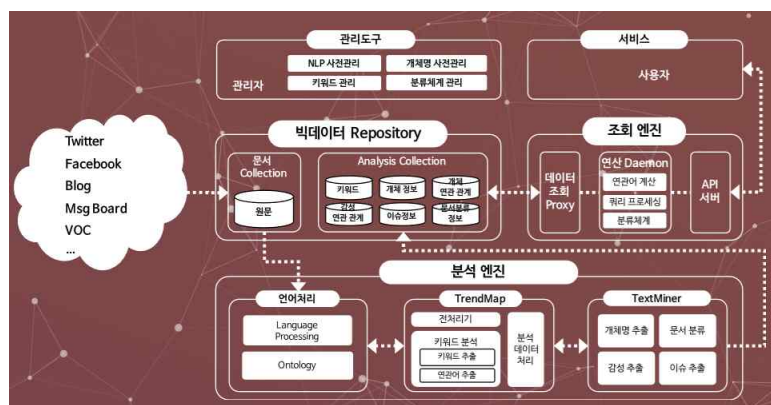 관리도구
NLP 사전관리
개체명 사전관리
관리자
키워드 관리
분류체계 관리
서비스
사용자
Twitter
Facebook
Blog
Msg Board
VOC
...
빅데이터 Repository
문서
Collection
원문
Analysis Collection
키워드
개체 정보
개체
연관 관계
감성
연관 관계
이슈정보
문서분류
정보
조회 엔진
데이터
조회
Proxy
연산 Daemon
연관어 계산
쿼리 프로세싱
분류체계
API
서버
분석 엔진
언어처리
Language
Processing
Ontology
TrendMap
전처리기
키워드 분석
키워드 추출
연관어 추출
분석
데이터
처리
TextMiner
개체명 추출
문서 분류
감성 추출
이슈 추출